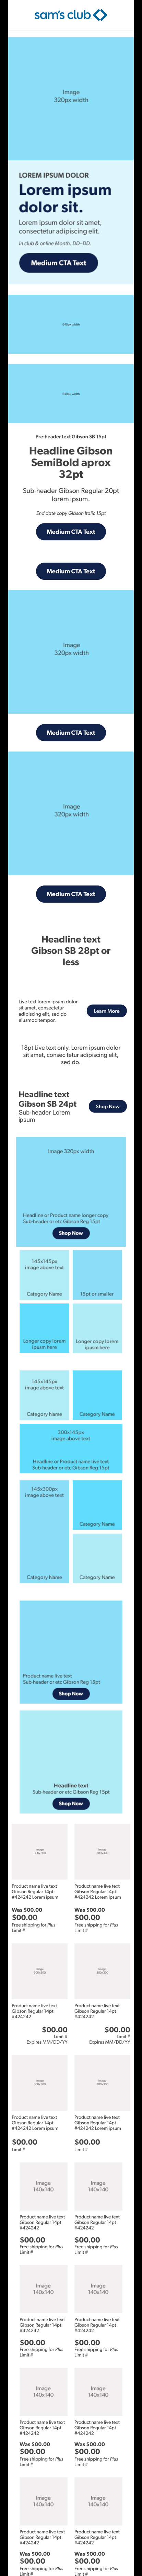 sam's club
Image
320px width
LOREM IPSUM DOLOR
Lorem ipsum
dolor sit.
Lorem ipsum dolor sit amet,
consectetur adipiscing elit.
In club & online Month. DD–DD.
Medium CTA Text
Pre-header text Gibson SB 15pt
Headline Gibson
SemiBold aprox
32pt
Sub-header Gibson Regular 20pt
lorem ipsum.
End date copy Gibson Italic 15pt
Medium CTA Text
Medium CTA Text
Image
320px width
Medium CTA Text
Image
320px width
Medium CTA Text
Headline text
Gibson SB 28pt or
less
Live text lorem ipsum dolor
sit amet, consectetur
adipiscing elit, sed do
eiusmod tempor.
Learn More
18pt Live text only. Lorem ipsum dolor
sit amet, consec tetur adipiscing elit,
sed do.
Headline text
Gibson SB 24pt
Sub-header Lorem
ipsum
Shop Now
Image 320px width
Headline or Product name longer copy
Sub-header or etc Gibson Reg 15pt
Shop Now
145x145px
image above text
Category Name
15pt or smaller
Longer copy lorem
ipsum here
Longer copy lorem
ipsum here
145x145px
image above text
Category Name
Category Name
300x145px
image above text
Headline or Product name live text
Sub-header or etc Gibson Reg 15pt
145x300px
image above text
Category Name
Category Name
Category Name
145x300px
image above text
Product name live text
Sub-header or etc Gibson Reg 15pt
Shop Now
Headline text
Sub-header or etc Gibson Reg 15pt
Shop Now
Product name live text
Gibson Regular 14pt
#424242 Lorem ipsum
Was $00.00
$00.00
Free shipping for Plus
Limit #
Product name live text
Gibson Regular 14pt
#424242 Lorem ipsum
Was $00.00
$00.00
Free shipping for Plus
Limit #
Product name live text
Gibson Regular 14pt
#424242
$00.00
Limit #
Expires MM/DD/YY
Product name live text
Gibson Regular 14pt
#424242
$00.00
Limit #
Expires MM/DD/YY
Product name live text
Gibson Regular 14pt
#424242 Lorem ipsum
$00.00
Limit #
Product name live text
Gibson Regular 14pt
#424242 Lorem ipsum
$00.00
Limit #
Image
140x140
Product name live text
Gibson Regular 14pt
#424242
$00.00
Free shipping for Plus
Limit #
Image
140x140
Product name live text
Gibson Regular 14pt
#424242
$00.00
Free shipping for Plus
Limit #
Image
140x140
Product name live text
Gibson Regular 14pt
#424242
$00.00
Free shipping for Plus
Limit #
Image
140x140
Product name live text
Gibson Regular 14pt
#424242
$00.00
Free shipping for Plus
Limit #
Image
140x140
Product name live text
Gibson Regular 14pt
#424242
Was $00.00
$00.00
Free shipping for Plus
Limit #
Image
140x140
Product name live text
Gibson Regular 14pt
#424242
Was $00.00
$00.00
Free shipping for Plus
Limit #
Image
140x140
Product name live text
Gibson Regular 14pt
#424242
Was $00.00
$00.00
Free shipping for Plus
Limit #
Image
140x140
Product name live text
Gibson Regular 14pt
#424242
Was $00.00
$00.00
Free shipping for Plus
Limit #